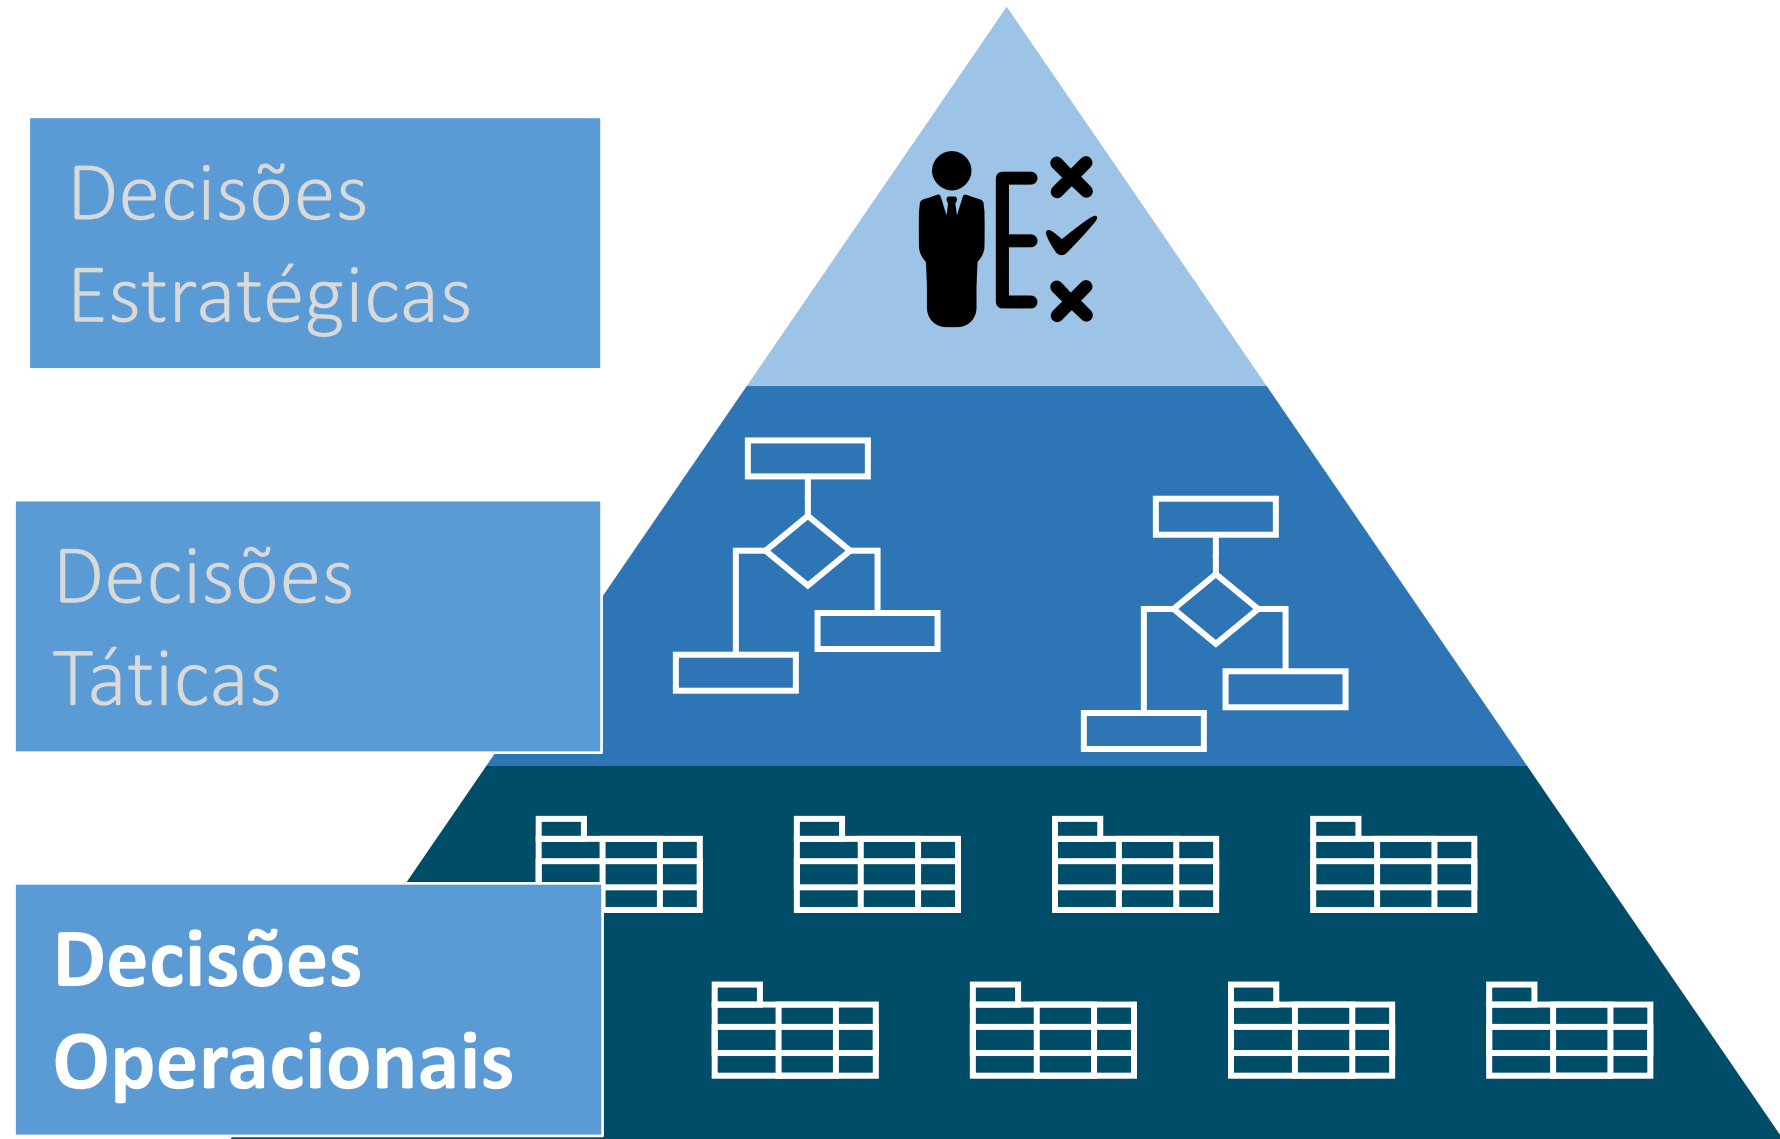 Decisões
Estratégicas
Decisões
Táticas
Decisões
Operacionais